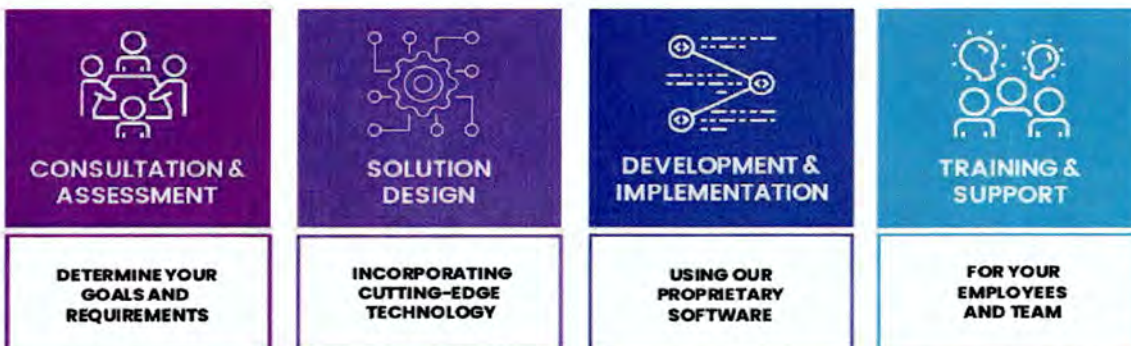 CONSULTATION &
ASSESSMENT
DETERMINE YOUR
GOALS AND
REQUIREMENTS
SOLUTION
DESIGN
INCORPORATING
CUTTING-EDGE
TECHNOLOGY
DEVELOPMENT &
IMPLEMENTATION
USING OUR
PROPRIETARY
SOFTWARE
TRAINING &
SUPPORT
FOR YOUR
EMPLOYEES
AND TEAM